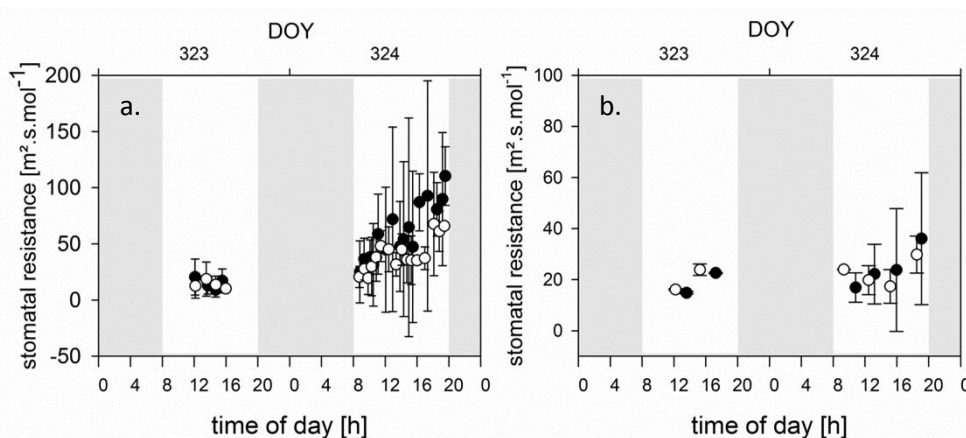 DOY
323 324
200
150
100
50
0
-50
stomatal resistance [m².s.mol⁻¹]
a.
0 4 8 12 16 20 0 4 8 12 16 20 0
time of day [h]
DOY
323 324
100
80
60
40
20
0
stomatal resistance [m².s.mol⁻¹]
b.
0 4 8 12 16 20 0 4 8 12 16 20 0
time of day [h]